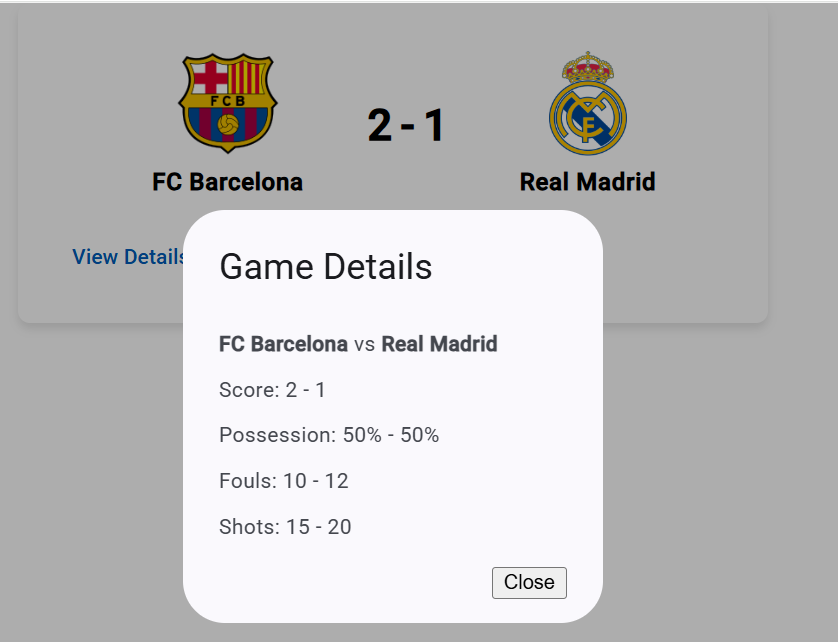 FCB
2 - 1
FC Barcelona
Real Madrid
View Details
Game Details
FC Barcelona vs Real Madrid
Score: 2 - 1
Possession: 50% - 50%
Fouls: 10 - 12
Shots: 15 - 20
Close